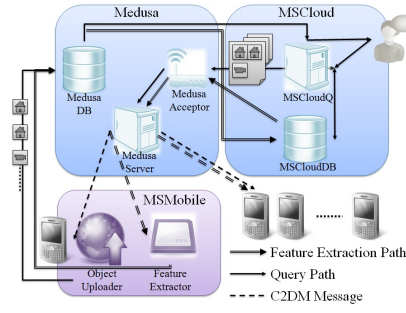 Medusa
MSCloud
Medusa
DB
Medusa
Acceptor
MSCloudQ
Medusa
Server
MSCloudDB
MSMobile
Object
Uploader
Feature
Extractor
Feature Extraction Path
Query Path
C2DM Message